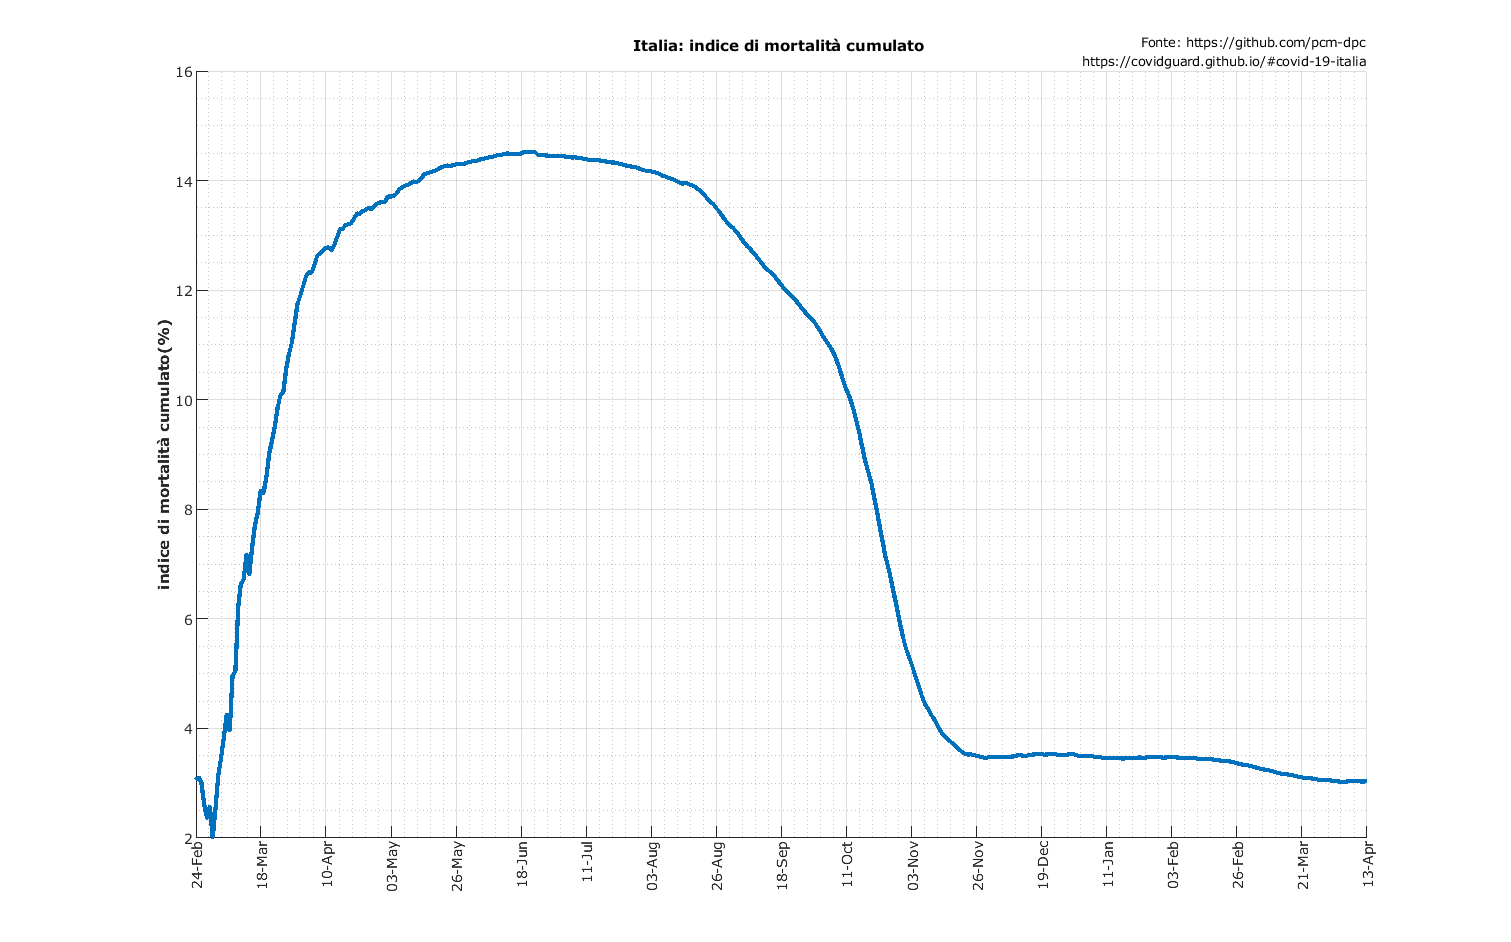 Italia: indice di mortalità cumulato
Fonte: https://github.com/pcm-dpc
https://covidguard.github.io/#covid-19-italia
indice di mortalità cumulato(%)
16
14
12
10
8
6
4
2
24-Feb
18-Mar
10-Apr
03-May
26-May
18-Jun
11-Jul
03-Aug
26-Aug
18-Sep
11-Oct
03-Nov
26-Nov
19-Dec
11-Jan
03-Feb
26-Feb
21-Mar
13-Apr